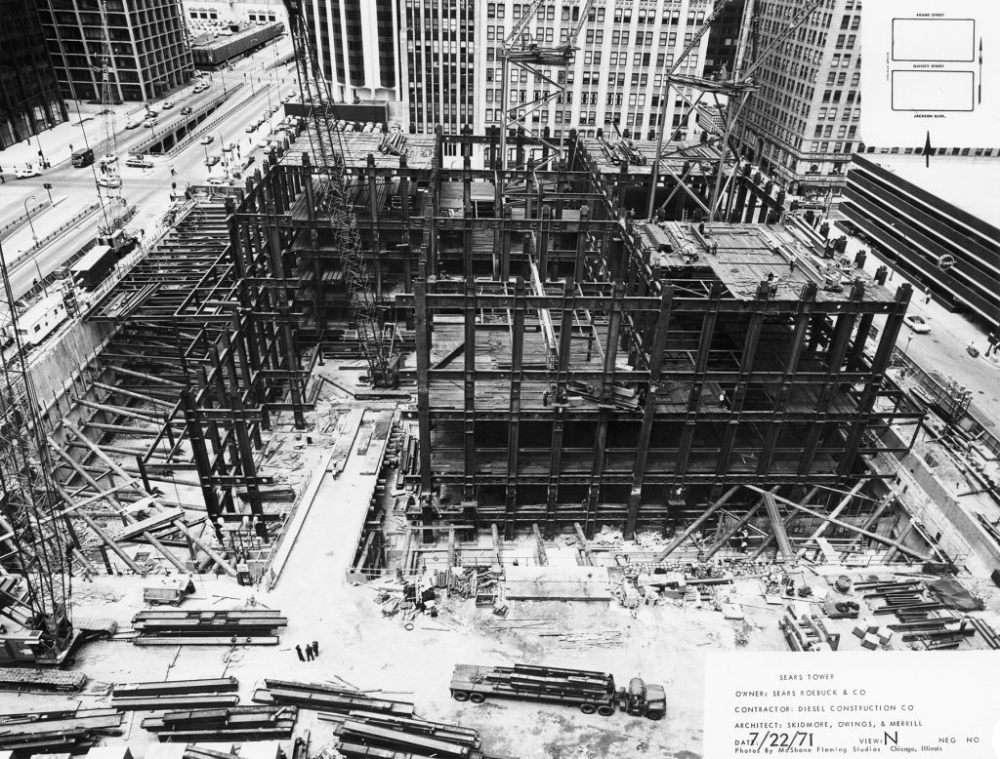 ADAMS STREET
QUINCY STREET
JACKSON BLVD.
SEARS TOWER
OWNER: SEARS ROEBUCK & CO
CONTRACTOR: DIESEL CONSTRUCTION CO
ARCHITECT: SKIDMORE, OWINGS, & MERRILL
DATE 7/22/71 VIEW: N NEG. NO
Photos By McShane Fleming Studios Chicago, Illinois